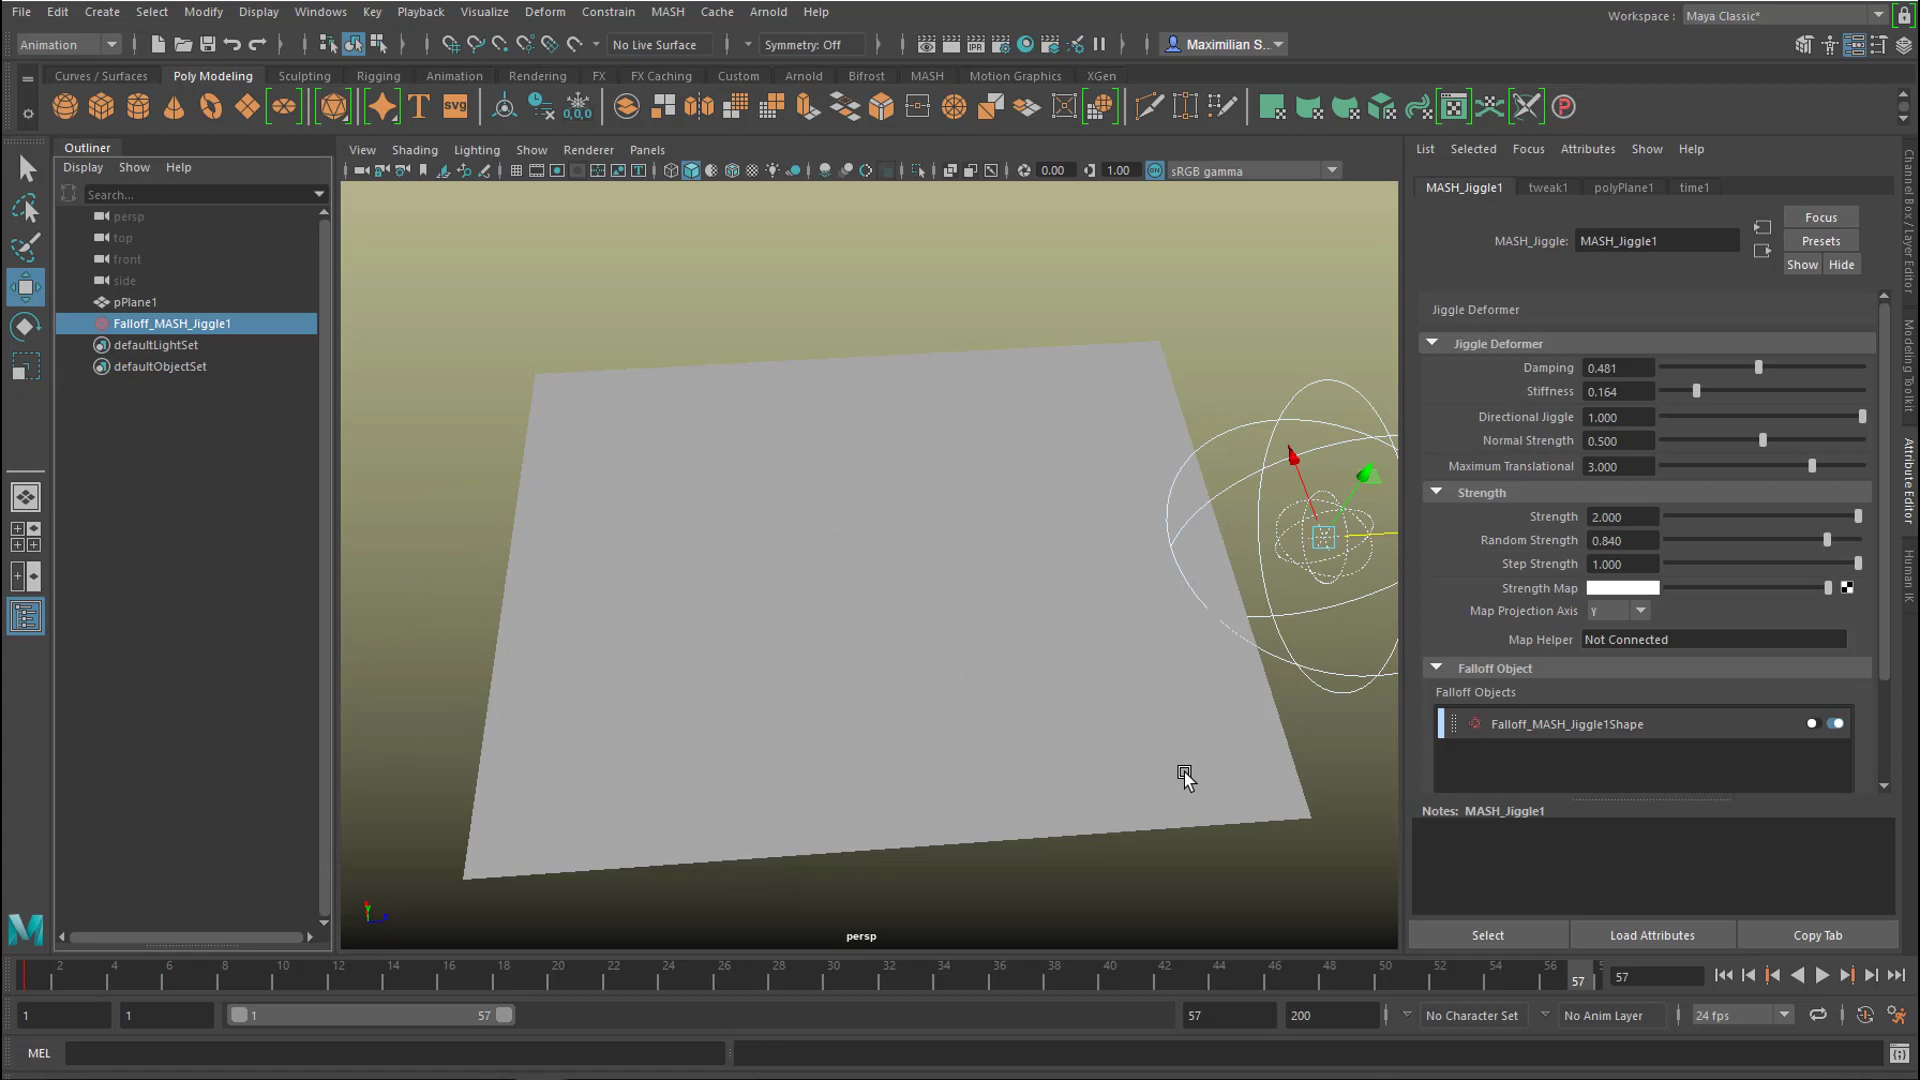 File Edit Create Select Modify Display Windows Key Playback Visualize Deform Constrain MASH Cache Arnold Help
Workspace : Maya Classic*
Animation No Live Surface Symmetry: Off Maximilian S...
Curves / Surfaces Poly Modeling Sculpting Rigging Animation Rendering FX FX Caching Custom Arnold Bifrost MASH Motion Graphics XGen
T svg 0,0,0 P
Outliner
Display Show Help
Search...
persp
top
front
side
pPlane1
Falloff_MASH_Jiggle1
defaultLightSet
defaultObjectSet
View Shading Lighting Show Renderer Panels
0.00 1.00 ON sRGB gamma
persp
List Selected Focus Attributes Show Help
MASH_Jiggle1 tweak1 polyPlane1 time1
Focus
MASH_Jiggle: MASH_Jiggle1 Presets
Show Hide
Jiggle Deformer
Jiggle Deformer
Damping 0.481
Stiffness 0.164
Directional Jiggle 1.000
Normal Strength 0.500
Maximum Translational 3.000
Strength
Strength 2.000
Random Strength 0.840
Step Strength 1.000
Strength Map
Map Projection Axis Y
Map Helper Not Connected
Falloff Object
Falloff Objects
Falloff_MASH_Jiggle1Shape
Notes: MASH_Jiggle1
Select Load Attributes Copy Tab
Channel Box / Layer Editor
Modeling Toolkit
Attribute Editor
Human IK
2 4 6 8 10 12 14 16 18 20 22 24 26 28 30 32 34 36 38 40 42 44 46 48 50 52 54 56 57 57
1 1 1 57 57 200 No Character Set No Anim Layer 24 fps
MEL